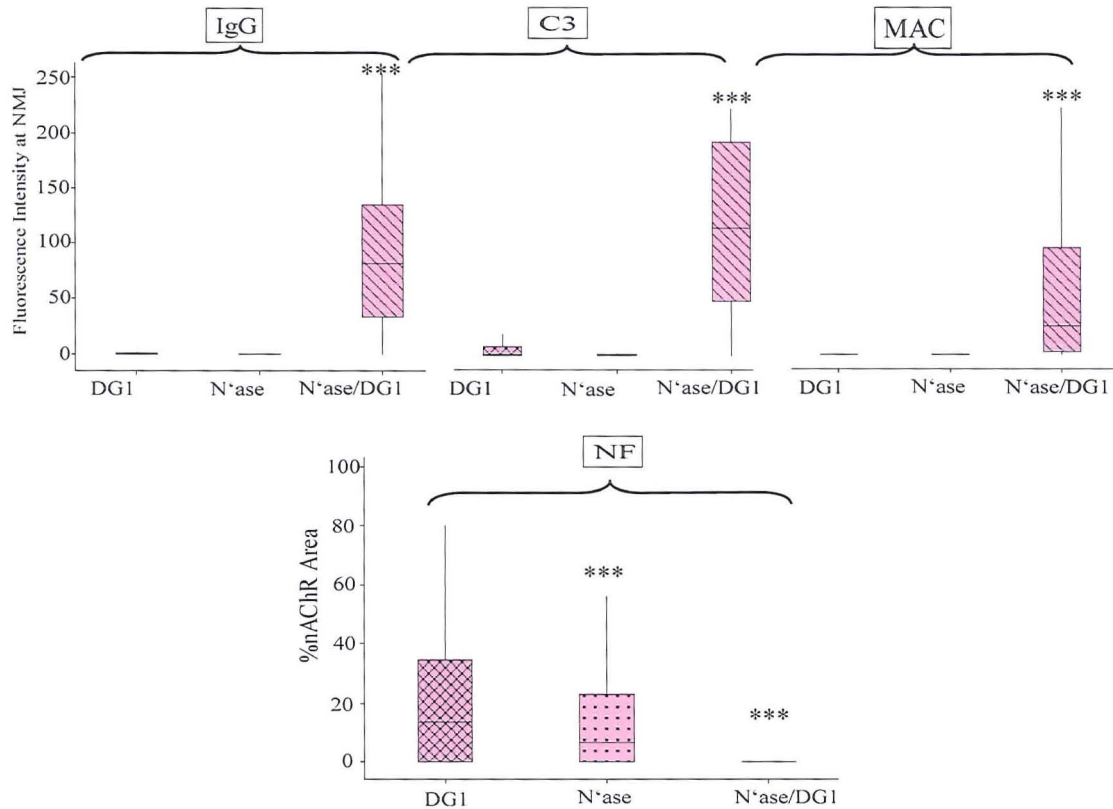 IgG
C3
MAC
Fluorescence Intensity at NMJ
250
200
150
100
50
0
***
***
***
DG1 N‘ase N‘ase/DG1 DG1 N‘ase N‘ase/DG1 DG1 N‘ase N‘ase/DG1
NF
%nAChR Area
100
80
60
40
20
0
***
***
DG1 N‘ase N‘ase/DG1